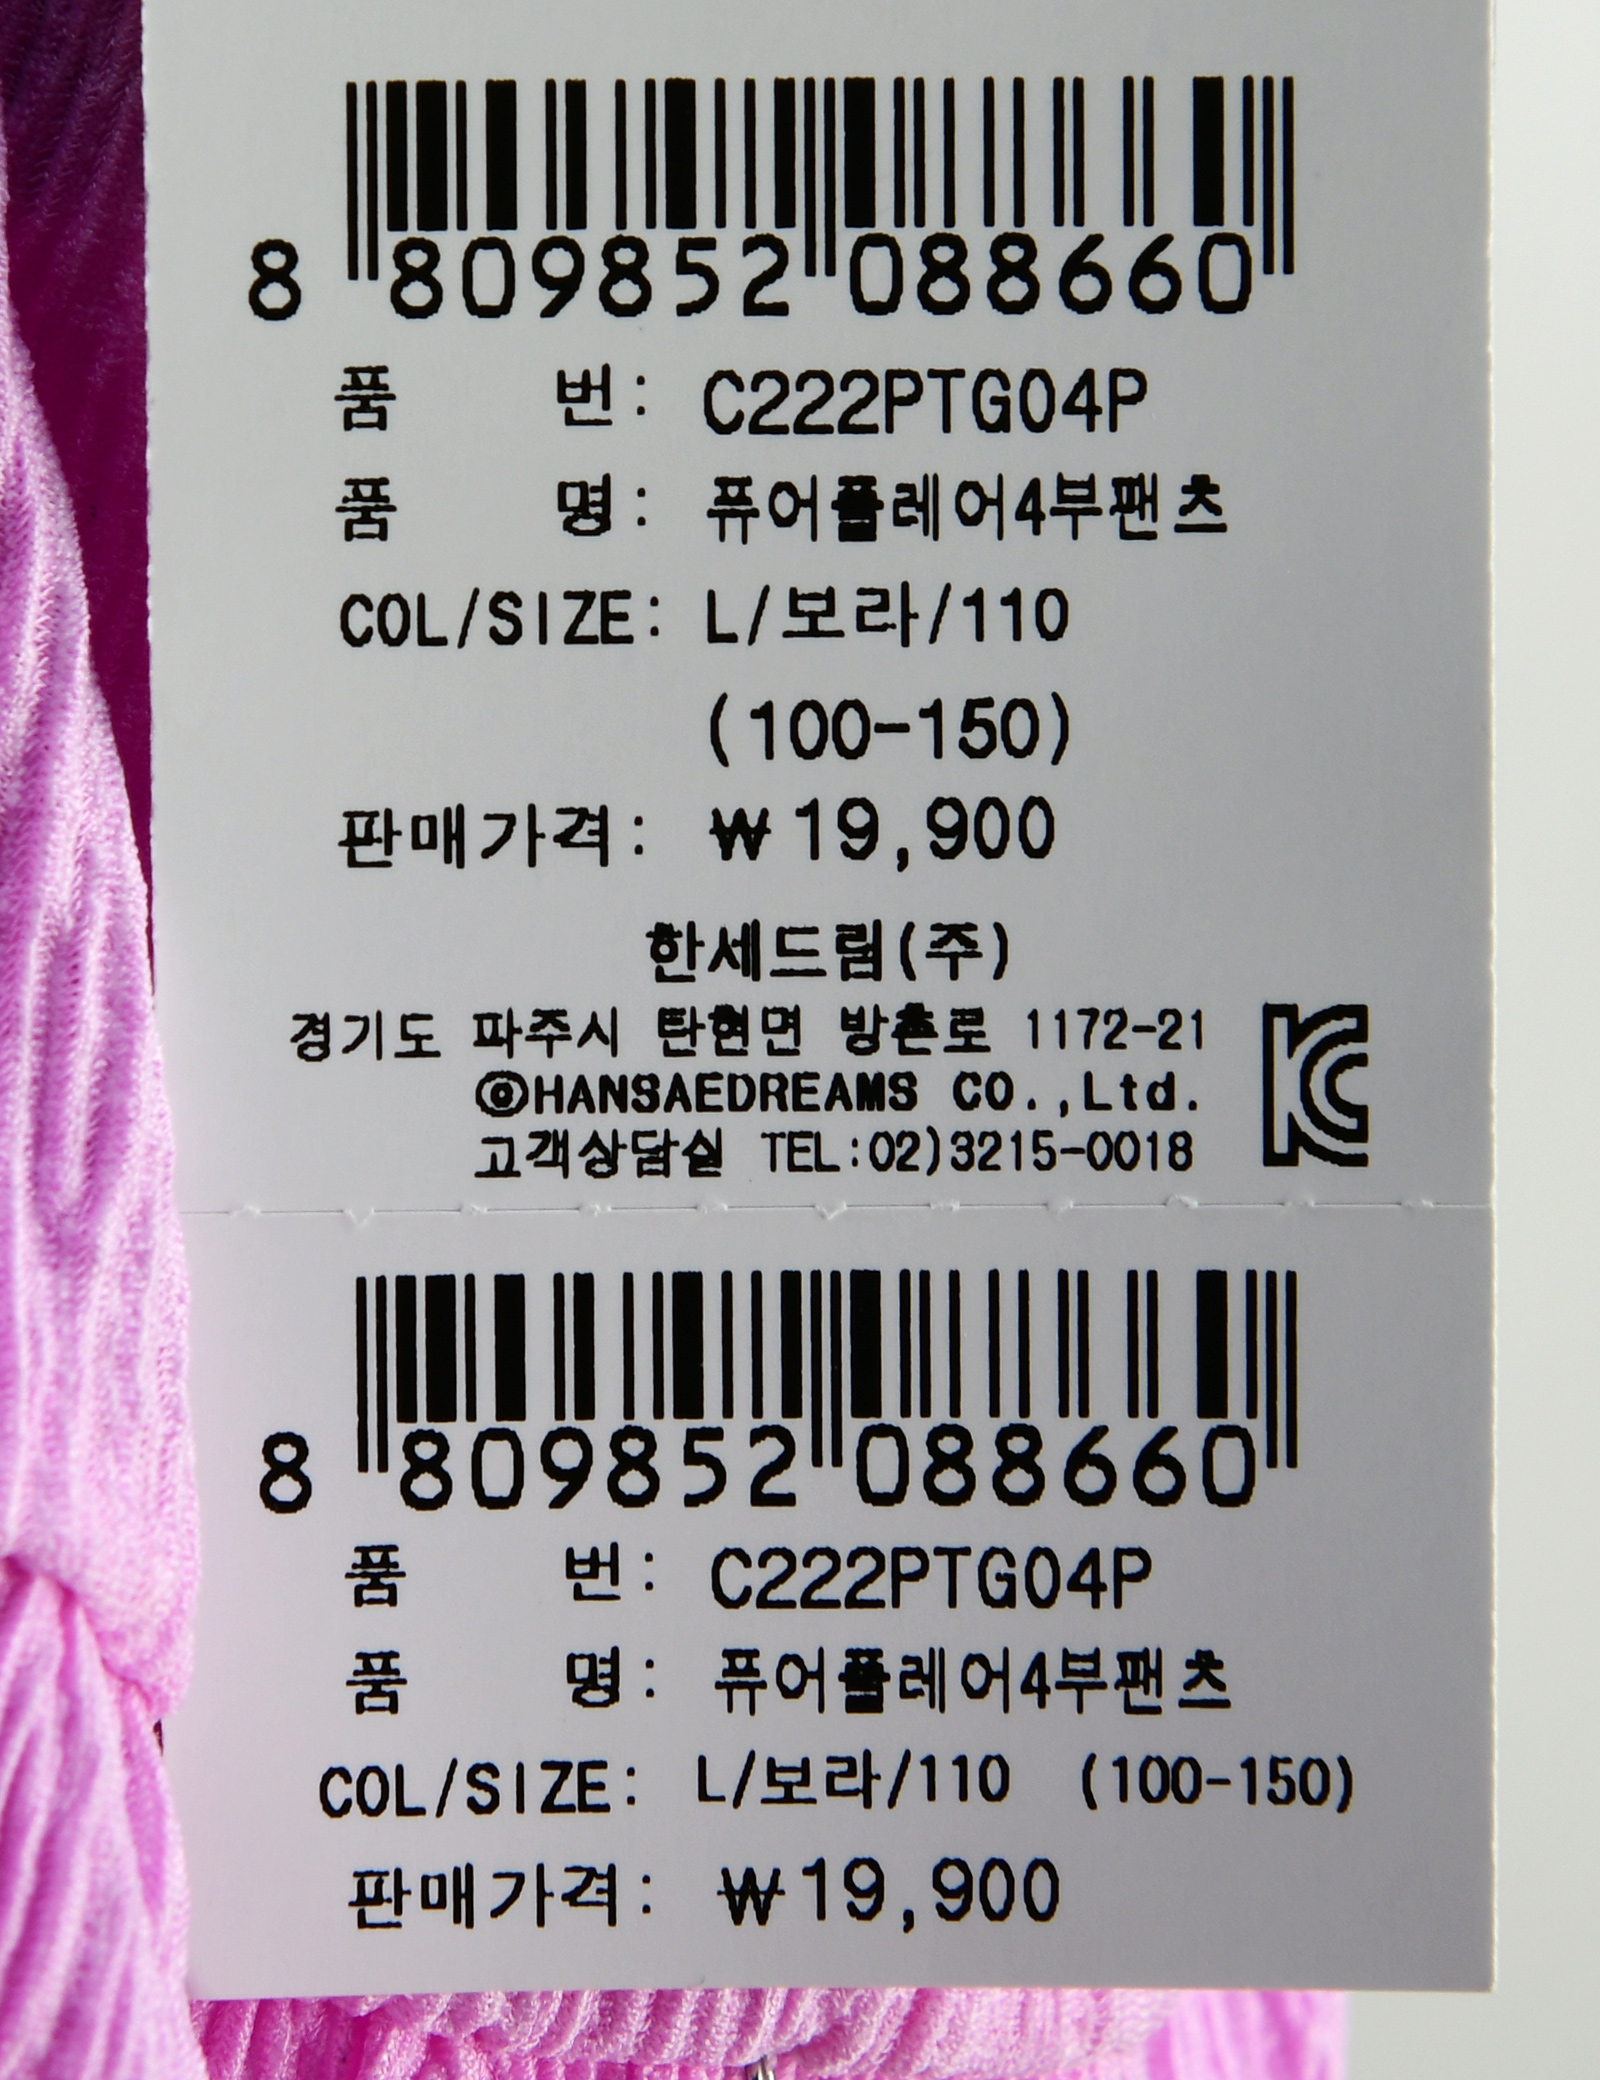 8 809852 088660
품 번: C222PTG04P
품 명:퓨어플레어4부팬츠
COL/SIZE: L/보라/110
(100-150)
판매가격: ₩19,900
한세드림(주)
경기도 파주시 탄현면 방촌로 1172-21
◎HANSAEDREAMS CO.,Ltd.
고객상담실 TEL:02)3215-0018
8 809852 088660
품 번: C222PTG04P
품 명: 퓨어플레어4부팬츠
COL/SIZE: L/보라/110 (100-150)
판매가격: ₩19,900